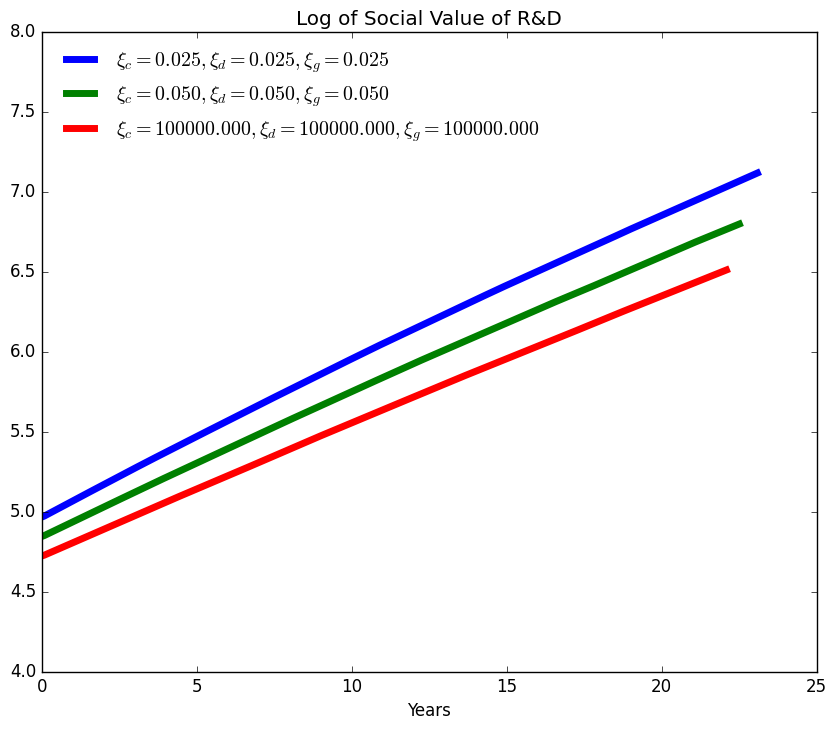 Log of Social Value of R&D
8.0
ξc = 0.025, ξd = 0.025, ξg = 0.025
ξc = 0.050, ξd = 0.050, ξg = 0.050
7.5
ξc = 100000.000, ξd = 100000.000, ξg = 100000.000
7.0
6.5
6.0
5.5
5.0
4.5
4.0
0 5 10 15 20 25
Years